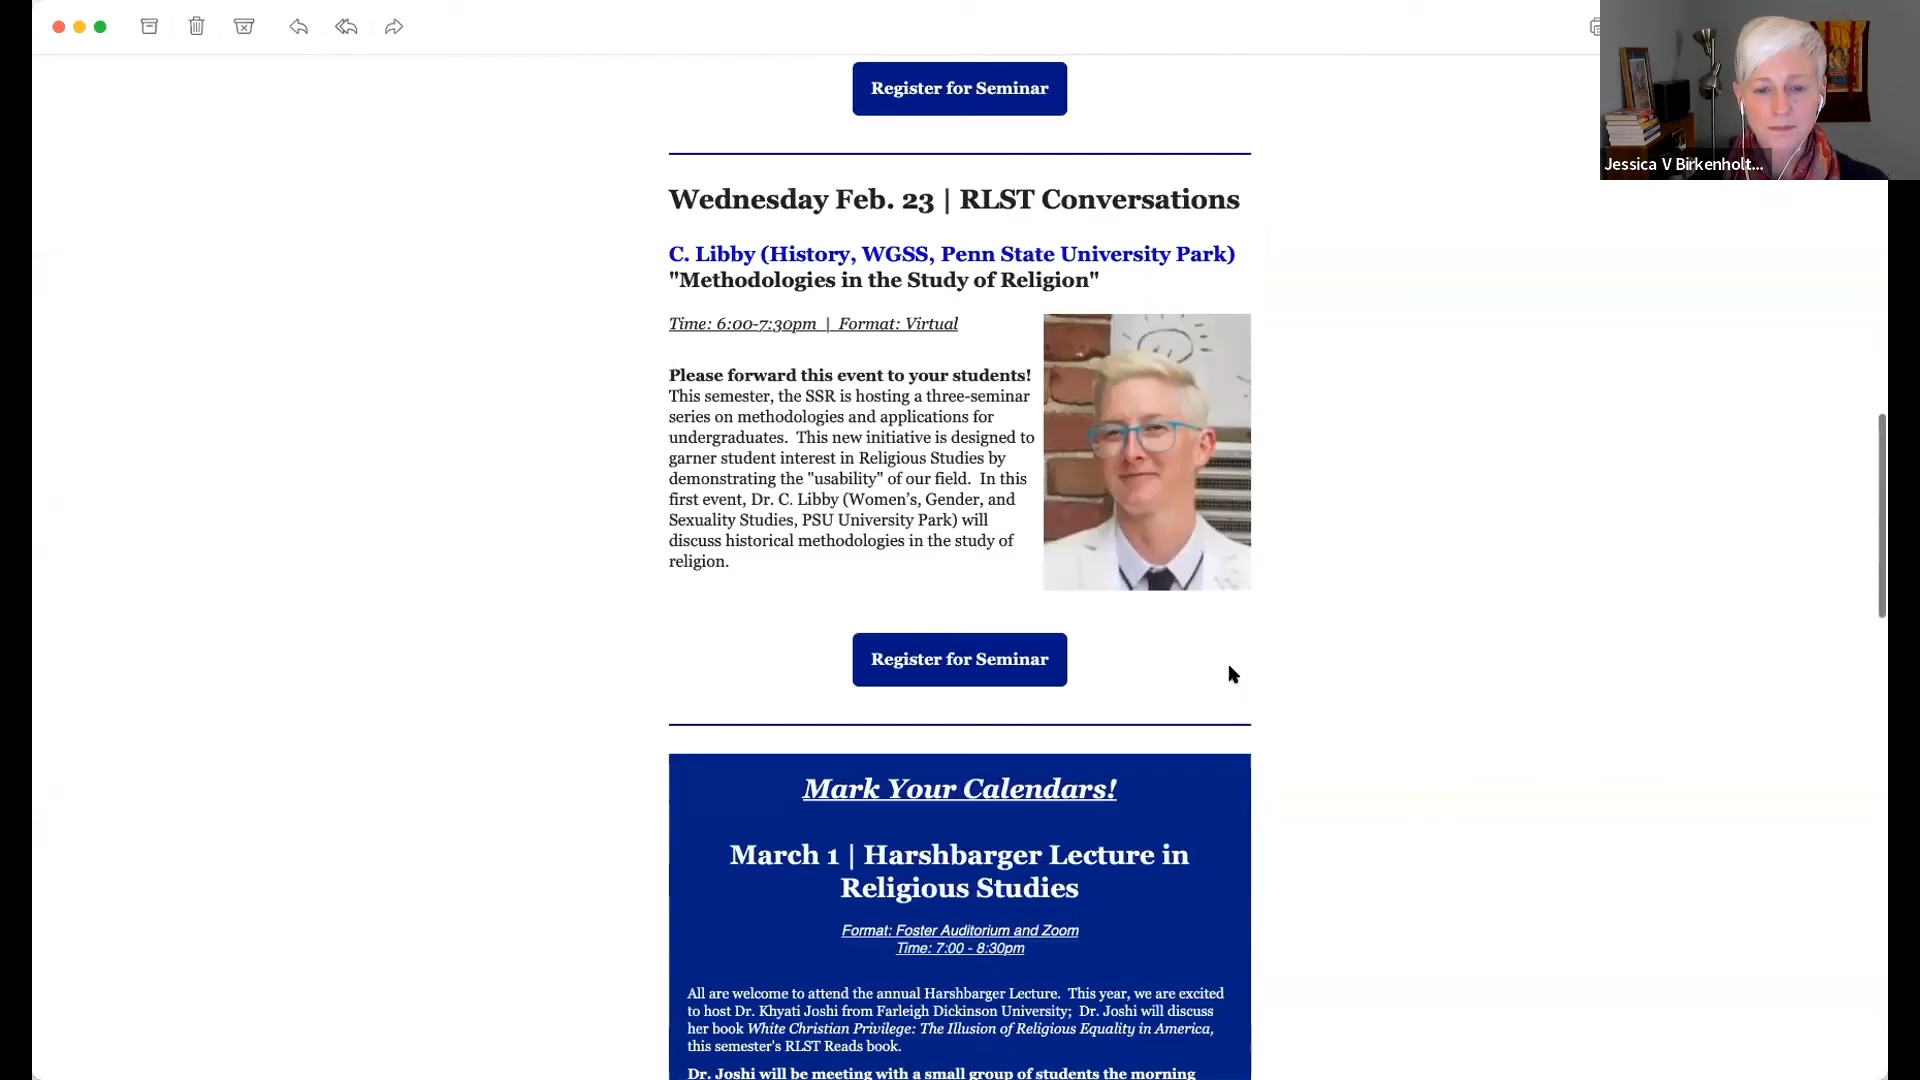 Register for Seminar
Jessica V Birkenholt...
Wednesday Feb. 23 | RLST Conversations
C. Libby (History, WGSS, Penn State University Park)
"Methodologies in the Study of Religion"
Time: 6:00-7:30pm | Format: Virtual
Please forward this event to your students!
This semester, the SSR is hosting a three-seminar
series on methodologies and applications for
undergraduates. This new initiative is designed to
garner student interest in Religious Studies by
demonstrating the "usability" of our field. In this
first event, Dr. C. Libby (Women's, Gender, and
Sexuality Studies, PSU University Park) will
discuss historical methodologies in the study of
religion.
Register for Seminar
Mark Your Calendars!
March 1 | Harshbarger Lecture in
Religious Studies
Format: Foster Auditorium and Zoom
Time: 7:00 - 8:30pm
All are welcome to attend the annual Harshbarger Lecture. This year, we are excited
to host Dr. Khyati Joshi from Farleigh Dickinson University; Dr. Joshi will discuss
her book White Christian Privilege: The Illusion of Religious Equality in America,
this semester's RLST Reads book.
Dr. Joshi will be meeting with a small group of students the morning